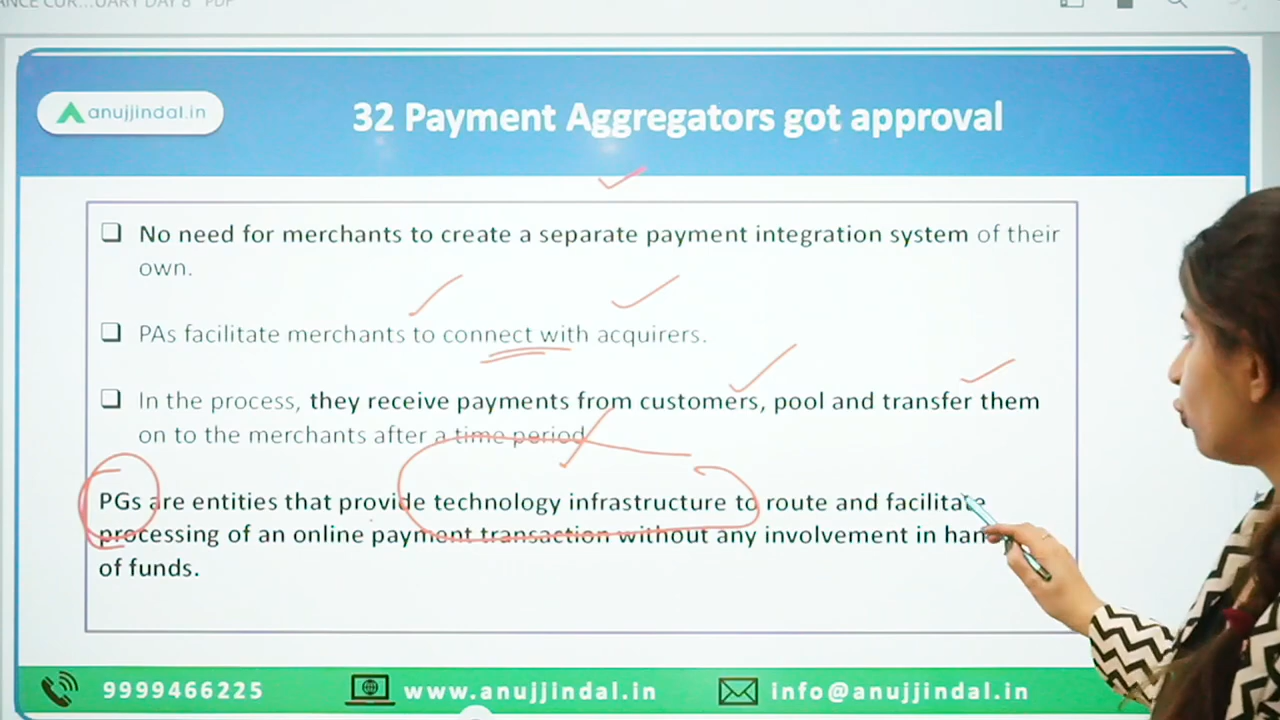 anujjindal.in
32 Payment Aggregators got approval
❑ No need for merchants to create a separate payment integration system of their
own.
❑ PAs facilitate merchants to connect with acquirers.
❑ In the process, they receive payments from customers, pool and transfer them
on to the merchants after a time period
PGs are entities that provide technology infrastructure to route and facilitate
processing of an online payment transaction without any involvement in
of funds.
9999466225
www.anujjindal.in
info@anujjindal.in